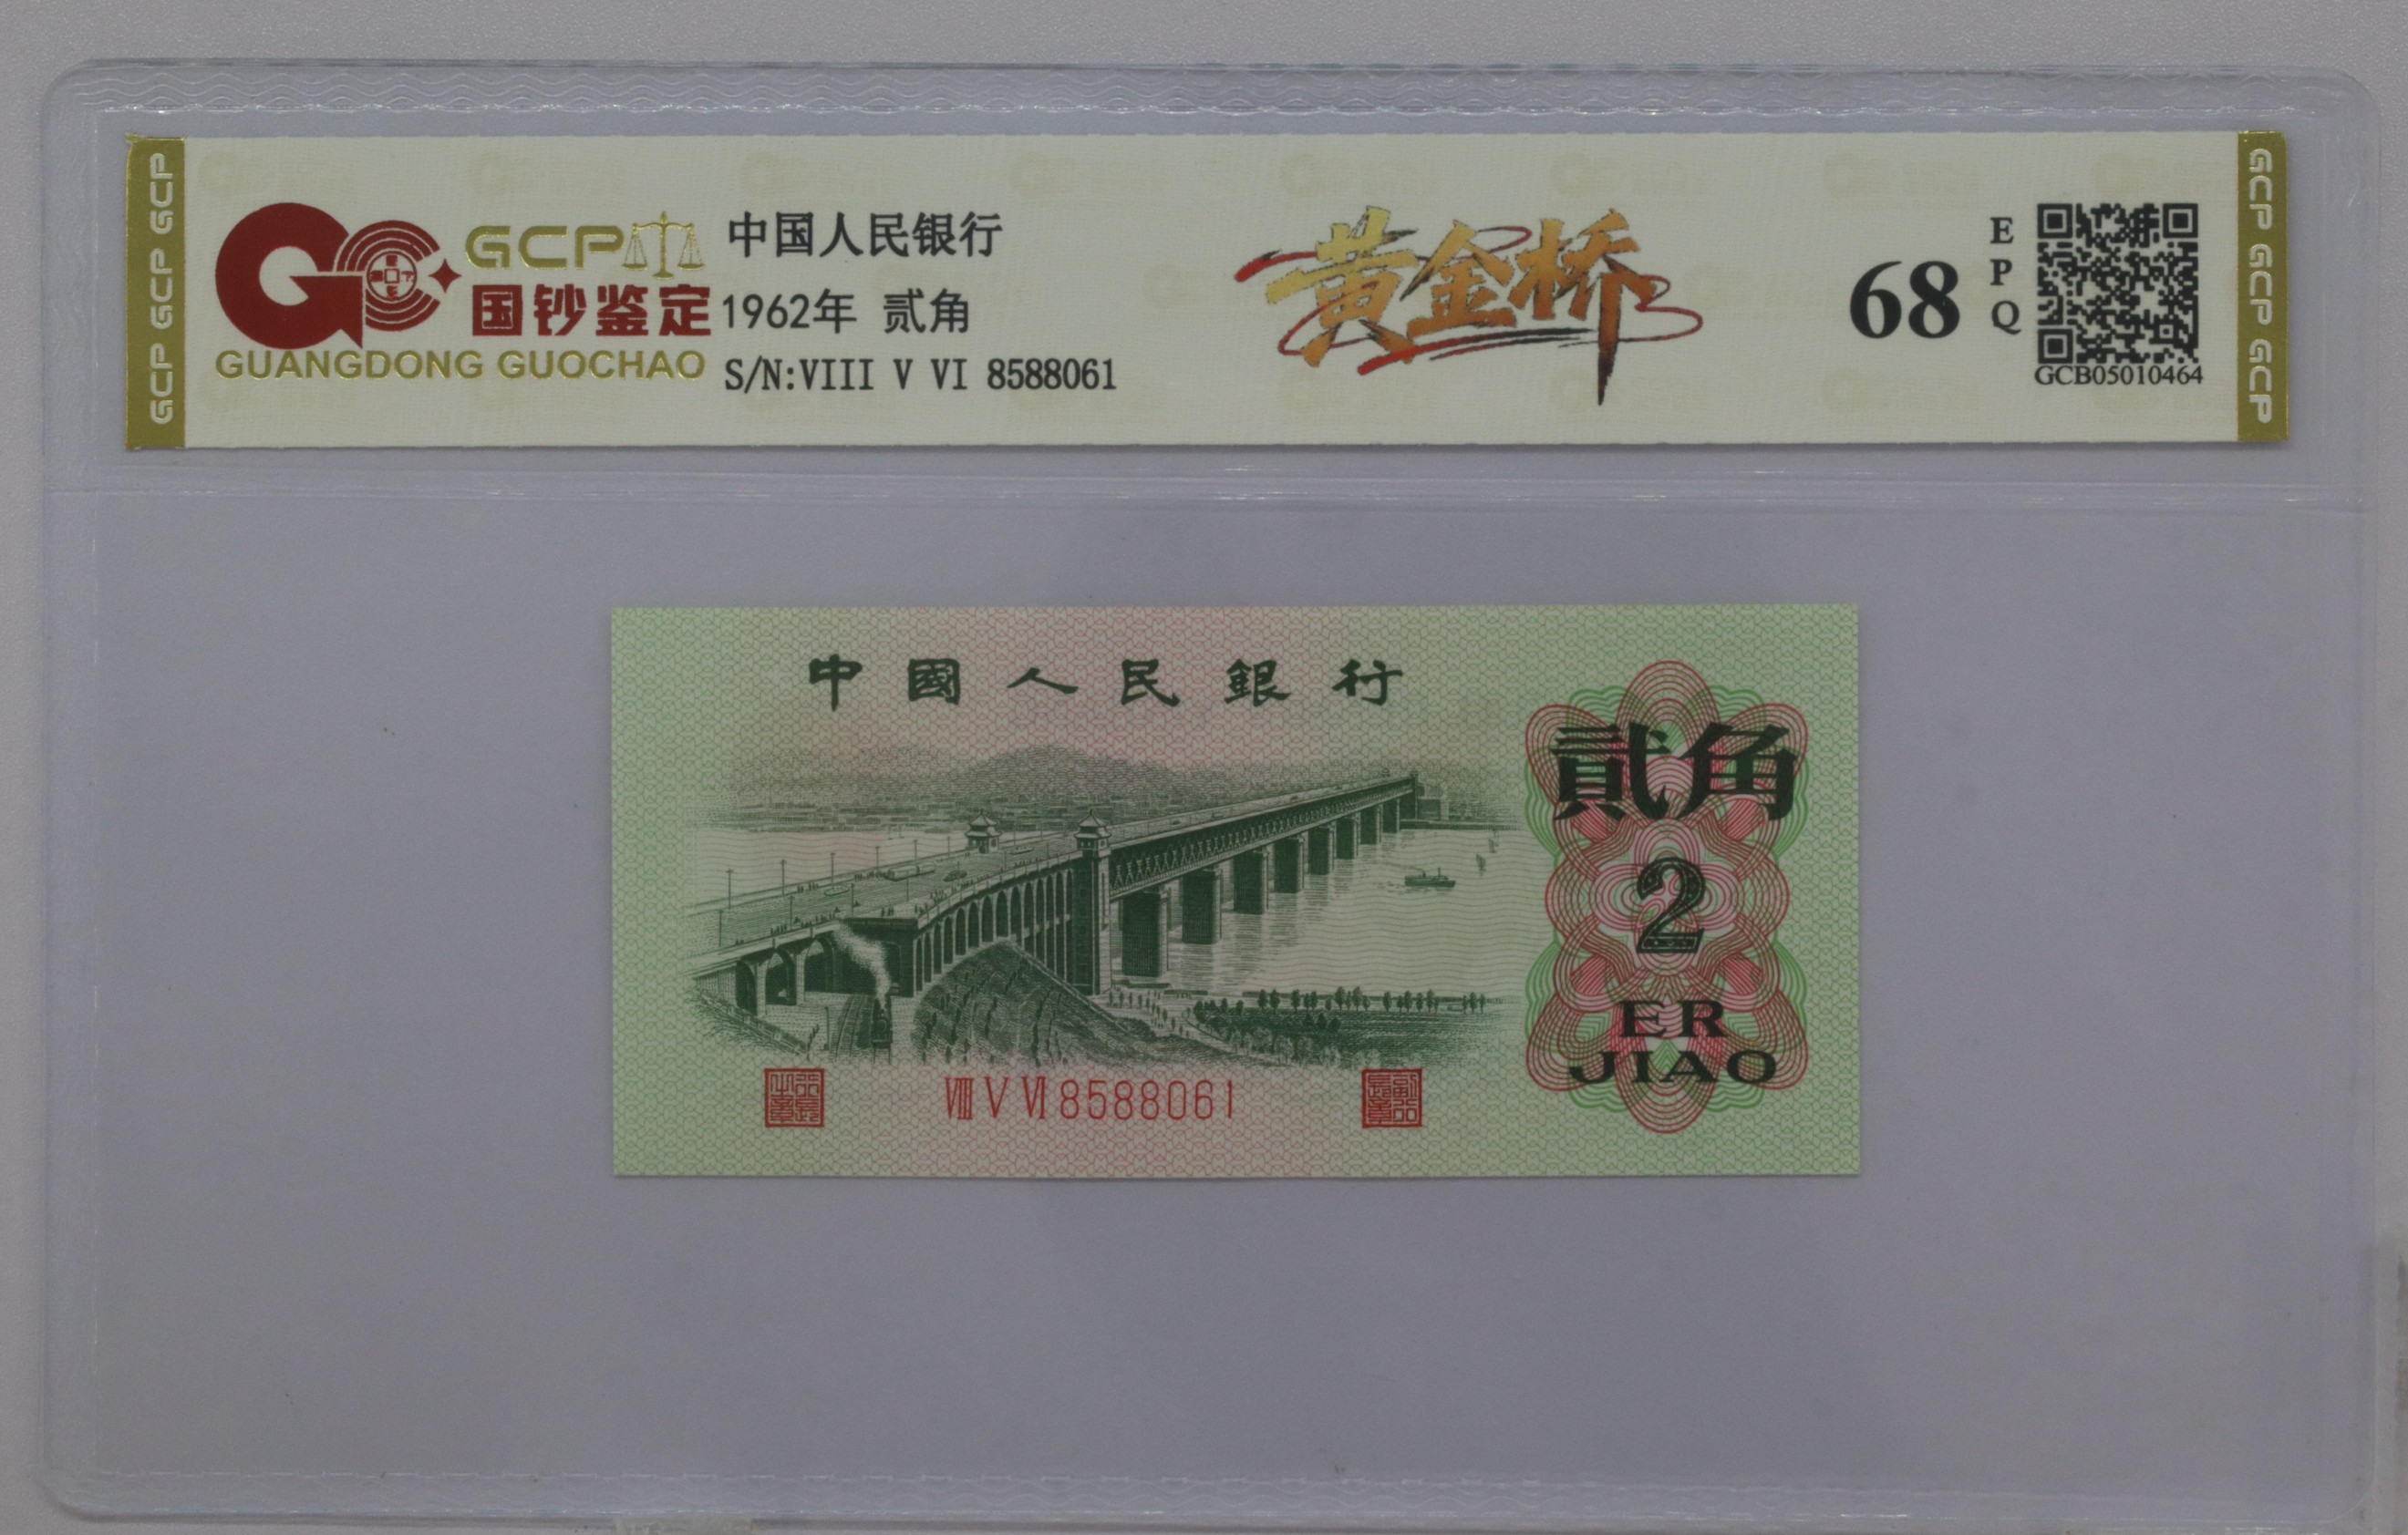 GCP GCP GCP
GCP
国钞鉴定
GUANGDONG GUOCHAO
中国人民银行
1962年 贰角
S/N:VIII V VI 8588061
黄金桥
68
EPQ
GCB05010464
GCP GCP GCP
中國人民銀行
貳角
2
ER
JIAO
Ⅷ Ⅴ Ⅵ 8588061